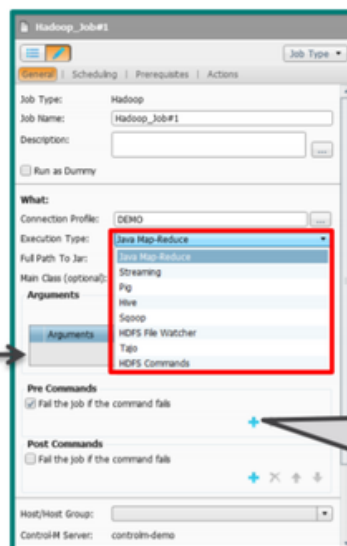 Hadoop_Job#1
Job Type
General | Scheduling | Prerequisites | Actions
Job Type: Hadoop
Job Name: Hadoop_Job#1
Description:
...
Run as Dummy
What:
Connection Profile: DEMO ...
Execution Type: Java Map-Reduce
Full Path To Jar: Java Map-Reduce
Main Class (optional): Streaming
Pig
Arguments
Hive
Sqoop
Arguments
HDFS File Watcher
Tajo
HDFS Commands
Pre Commands
Fail the job if the command fails
Post Commands
Fail the job if the command fails
Host/Host Group:
Control-M Server: controlm-demo